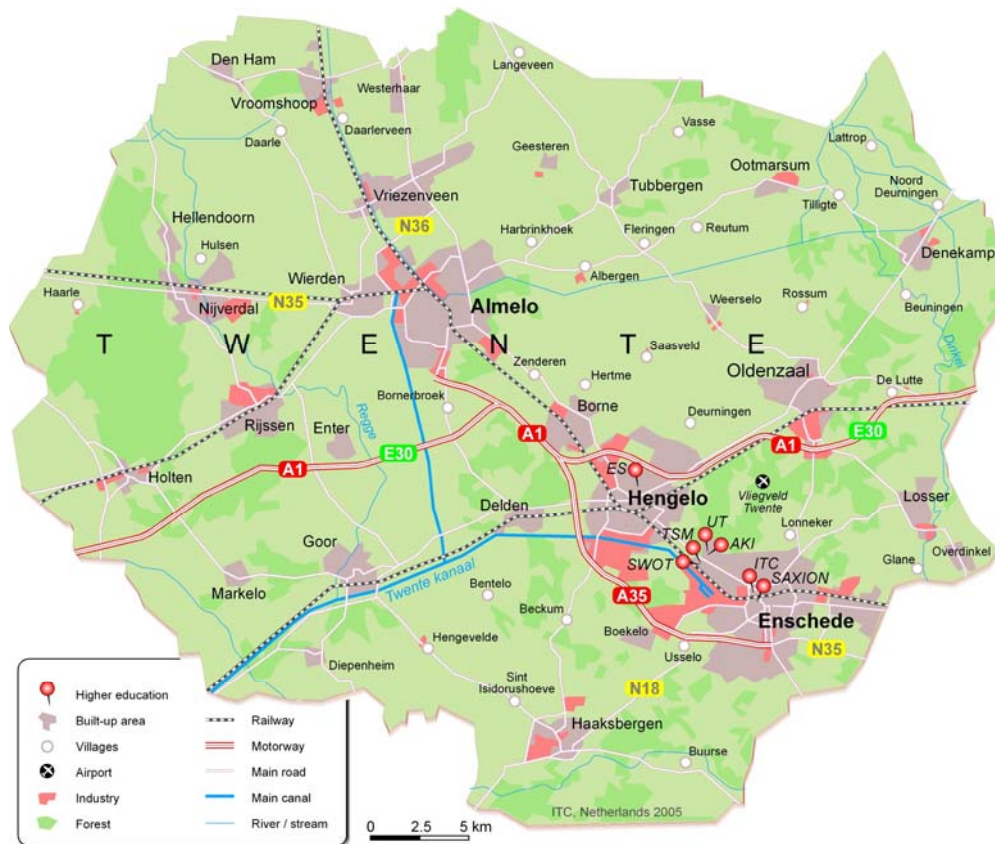 Den Ham
Langeveen
Westerhaar
Vroomshoop
Daarlerveen
Daarle
Vasse
Lattrop
Geesteren
Ootmarsum
Noord
Deurningen
Tubbergen
Vriezenveen
Tilligte
Hellendoorn
N36
Hulsen
Harbrinkhoek
Fleringen
Reutum
Denekamp
Wierden
Albergen
Haarle
N35
Nijverdal
Almelo
Weerselo
Rossum
Beuningen
T W E N T E
Zenderen
Saasveld
Dinkel
Hertme
Oldenzaal
De Lutte
Bornerbroek
Borne
Deurningen
Regge
Rijssen
Enter
A1
A1
E30
E30
A1
ES
Holten
Hengelo
Vliegveld
Twente
Losser
Delden
UT
Lonneker
TSM
AKI
Goor
SWOT
ITC
Glane
Overdinkel
SAXION
Markelo
Twente kanaal
Bentelo
A35
Beckum
Enschede
Boekelo
Hengevelde
Usselo
N35
Diepenheim
Sint
Isidorushoeve
N18
Haaksbergen
Buurse
Higher education
Built-up area
Villages
Airport
Industry
Forest
Railway
Motorway
Main road
Main canal
River / stream
ITC, Netherlands 2005
0 2.5 5 km